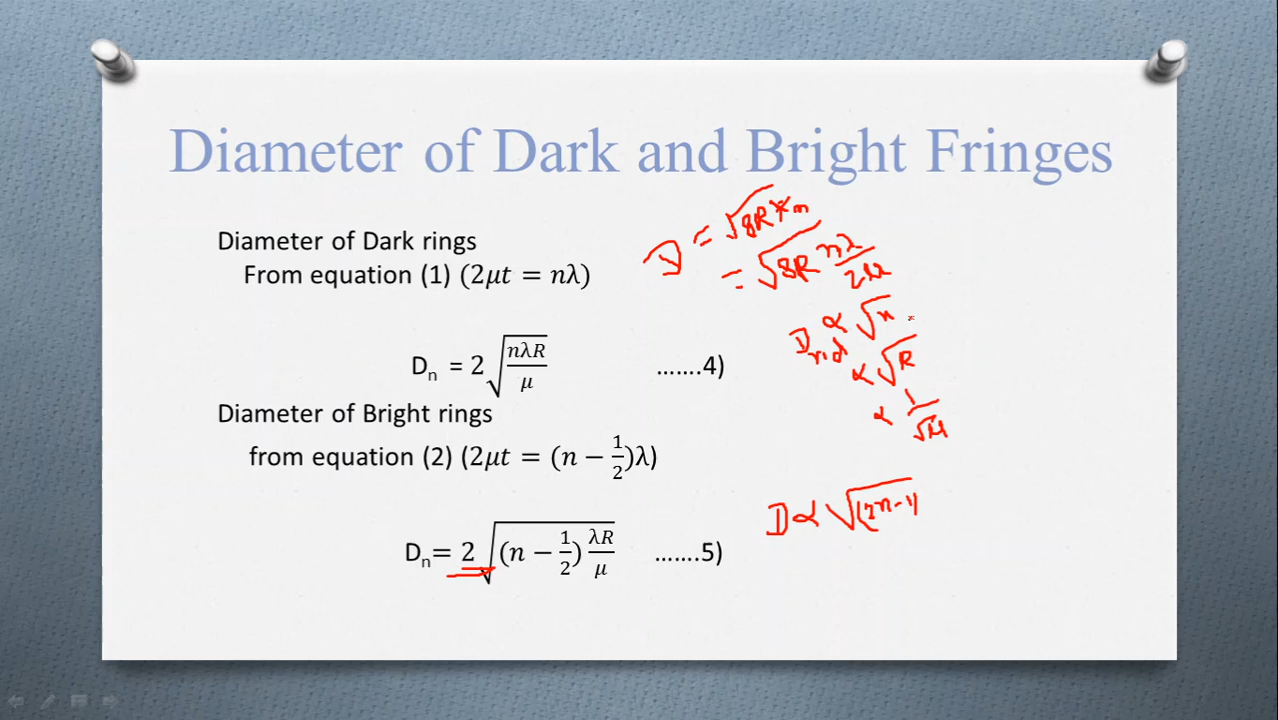 Diameter of Dark and Bright Fringes
Diameter of Dark rings
From equation (1) (2μt = nλ)
D = √8R×n
= √8R nλ/2μ
D ∝ √n
∝ √R
∝ 1/√μ
Dₙ = 2√(nλR/μ) .......4)
Diameter of Bright rings
from equation (2) (2μt = (n − 1/2)λ)
D ∝ √(2n-1)
Dₙ= 2√((n − 1/2) λR/μ) .......5)